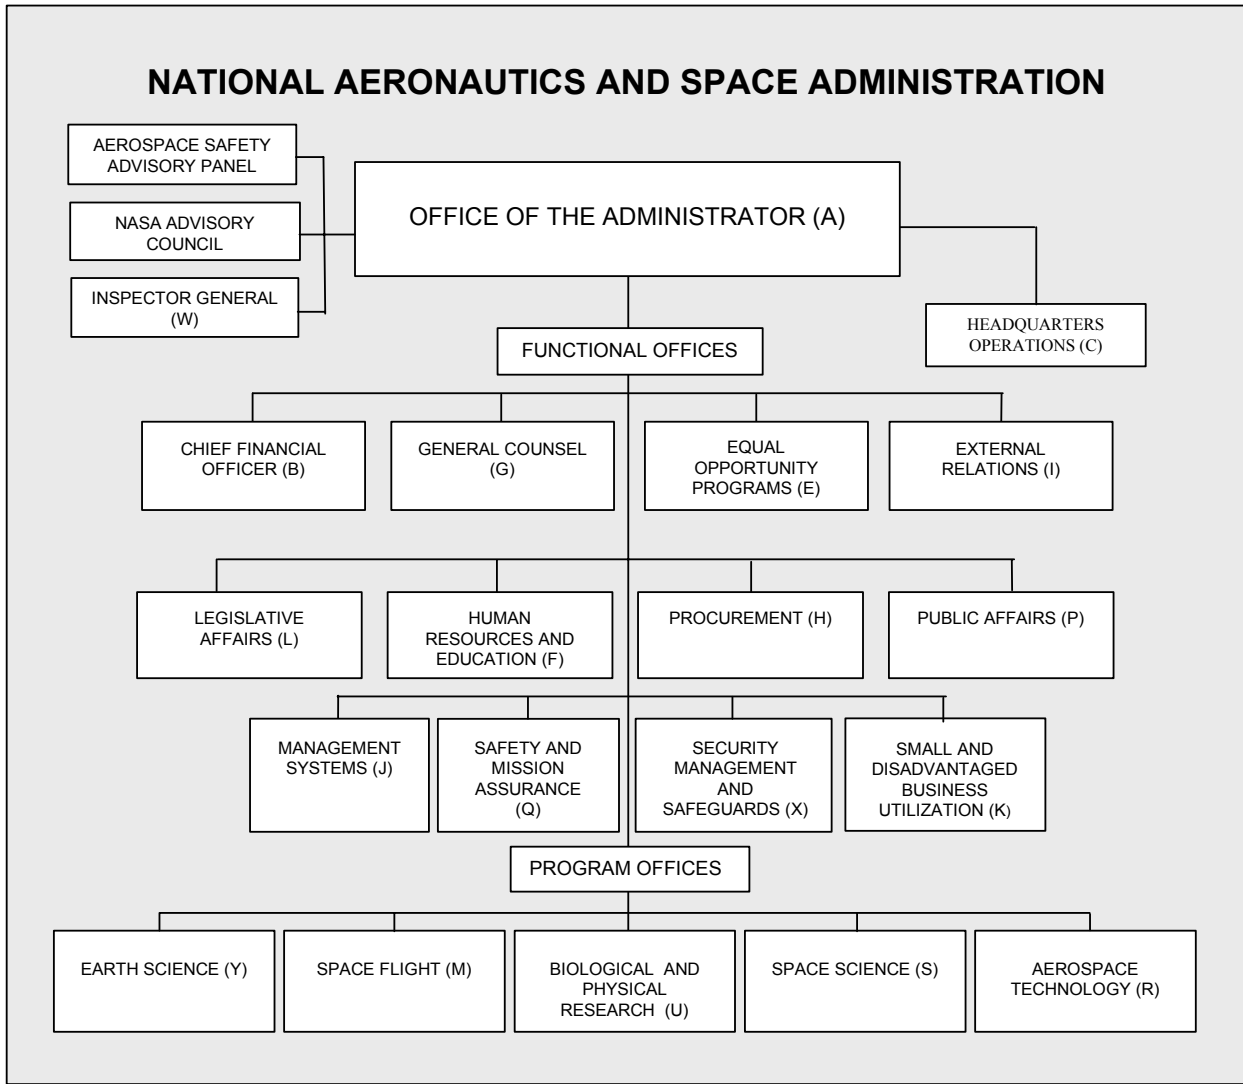 NATIONAL AERONAUTICS AND SPACE ADMINISTRATION
AEROSPACE SAFETY
ADVISORY PANEL
NASA ADVISORY
COUNCIL
INSPECTOR GENERAL
(W)
OFFICE OF THE ADMINISTRATOR (A)
HEADQUARTERS
OPERATIONS (C)
FUNCTIONAL OFFICES
CHIEF FINANCIAL
OFFICER (B)
GENERAL COUNSEL
(G)
EQUAL
OPPORTUNITY
PROGRAMS (E)
EXTERNAL
RELATIONS (I)
LEGISLATIVE
AFFAIRS (L)
HUMAN
RESOURCES AND
EDUCATION (F)
PROCUREMENT (H)
PUBLIC AFFAIRS (P)
MANAGEMENT
SYSTEMS (J)
SAFETY AND
MISSION
ASSURANCE
(Q)
SECURITY
MANAGEMENT
AND
SAFEGUARDS (X)
SMALL AND
DISADVANTAGED
BUSINESS
UTILIZATION (K)
PROGRAM OFFICES
EARTH SCIENCE (Y)
SPACE FLIGHT (M)
BIOLOGICAL AND
PHYSICAL
RESEARCH (U)
SPACE SCIENCE (S)
AEROSPACE
TECHNOLOGY (R)